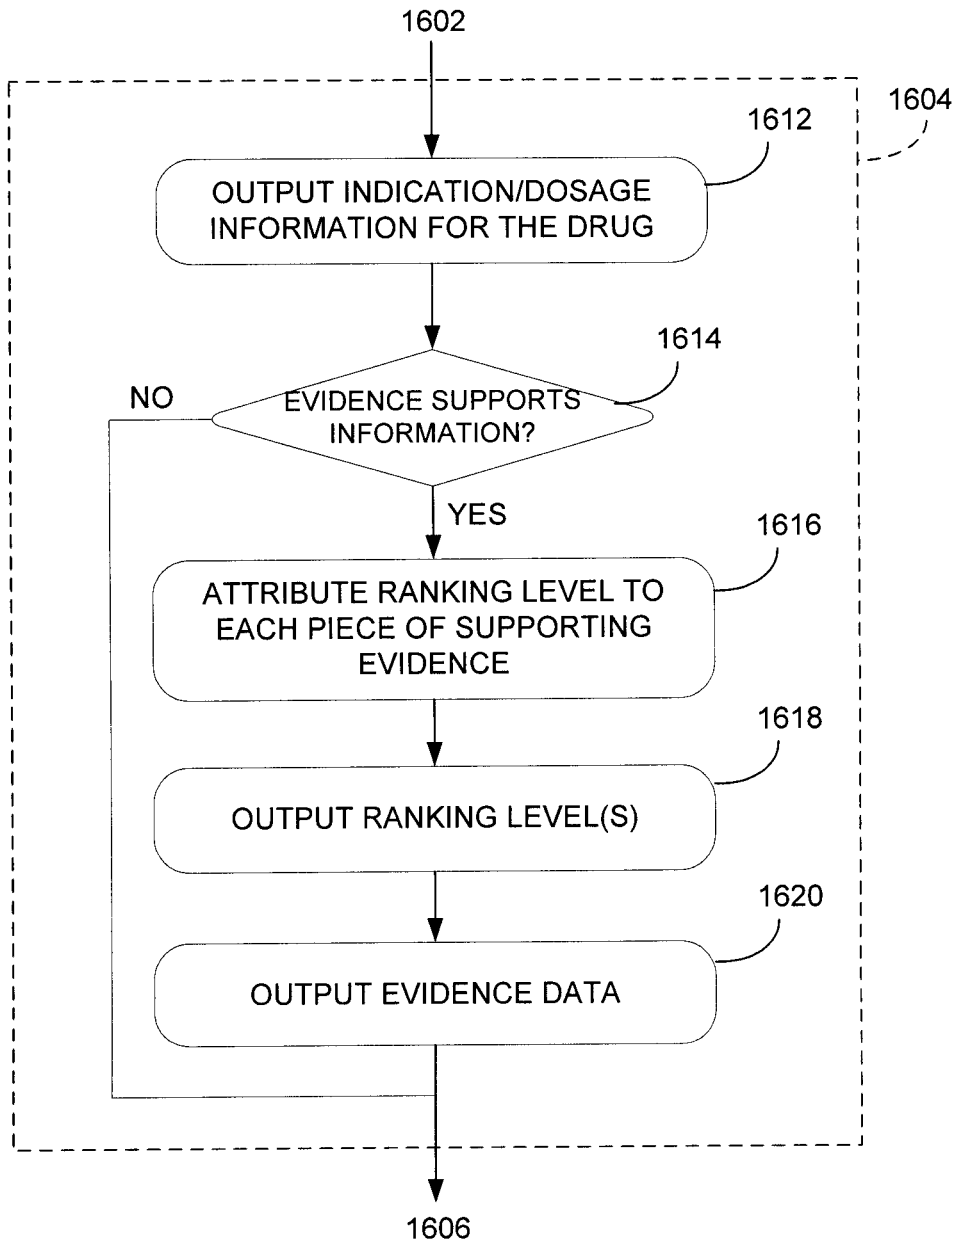 1602
1604
1612
OUTPUT INDICATION/DOSAGE
INFORMATION FOR THE DRUG
1614
NO
EVIDENCE SUPPORTS
INFORMATION?
YES
1616
ATTRIBUTE RANKING LEVEL TO
EACH PIECE OF SUPPORTING
EVIDENCE
1618
OUTPUT RANKING LEVEL(S)
1620
OUTPUT EVIDENCE DATA
1606